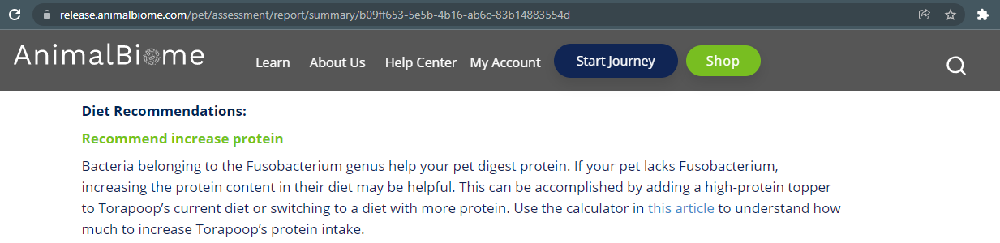 release.animalbiome.com/pet/assessment/report/summary/b09ff653-5e5b-4b16-ab6c-83b14883554d
AnimalBiome
Learn About Us Help Center My Account Start Journey Shop
Diet Recommendations:
Recommend increase protein
Bacteria belonging to the Fusobacterium genus help your pet digest protein. If your pet lacks Fusobacterium,
increasing the protein content in their diet may be helpful. This can be accomplished by adding a high-protein topper
to Torapoop’s current diet or switching to a diet with more protein. Use the calculator in this article to understand how
much to increase Torapoop’s protein intake.